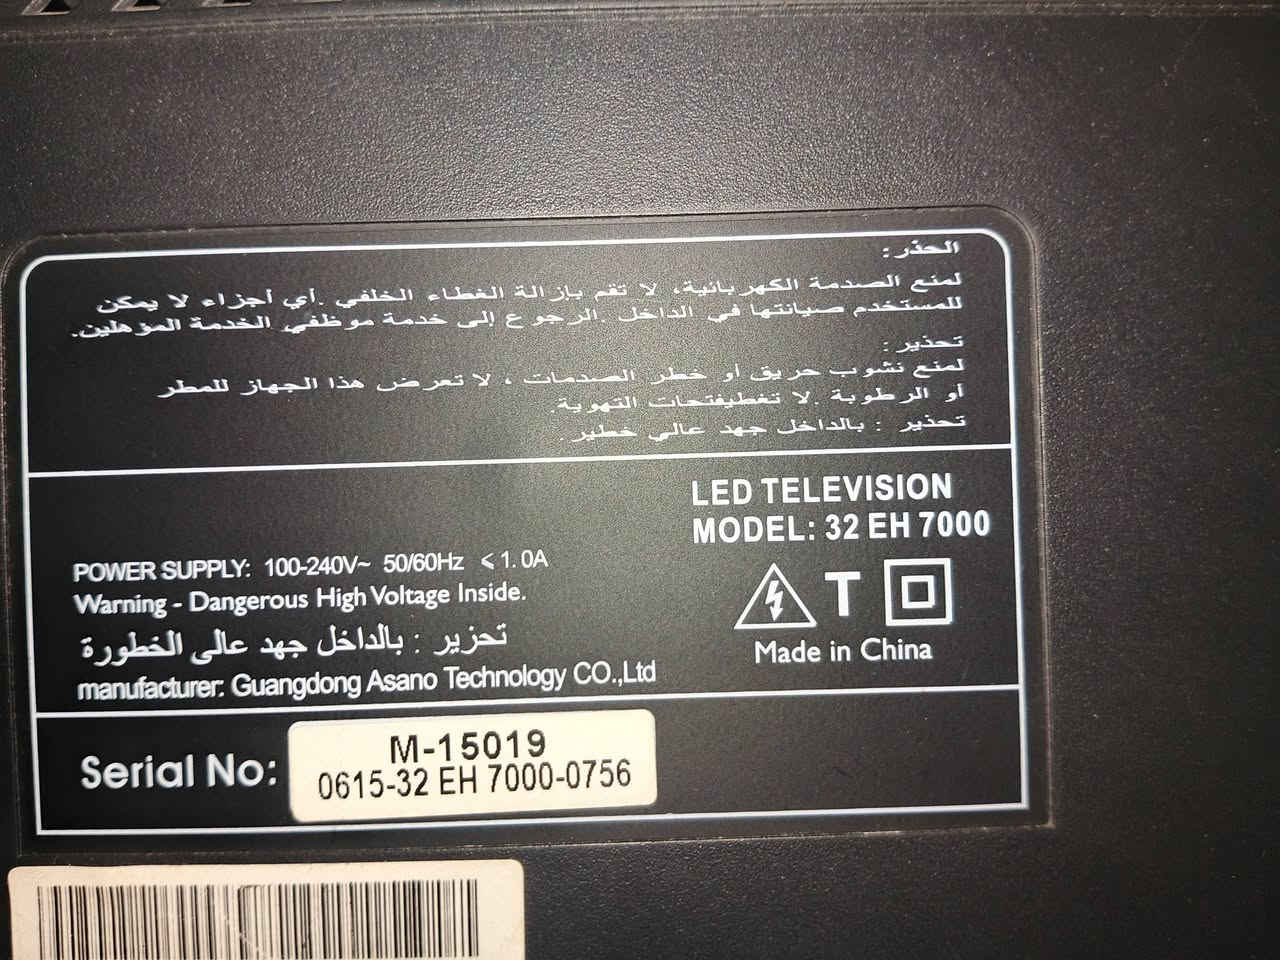 الحذر :
لمنع الصدمة الكهربائية، لا تقم بإزالة الغطاء الخلفي .أي أجزاء لا يمكن
للمستخدم صيانتها في الداخل .الرجوع إلى خدمة موظفي الخدمة المؤهلين.
تحذير :
لمنع نشوب حريق أو خطر الصدمات ، لا تعرض هذا الجهاز للمطر
أو الرطوبة .لا تغطيفتحات التهوية.
تحذير : بالداخل جهد عالي خطير .
LED TELEVISION
MODEL: 32 EH 7000
POWER SUPPLY: 100-240V~ 50/60Hz ⩽1.0A
Warning - Dangerous High Voltage Inside.
تحزير : بالداخل جهد عالى الخطورة
manufacturer: Guangdong Asano Technology CO.,Ltd
T
Made in China
Serial No:
M-15019
0615-32 EH 7000-0756